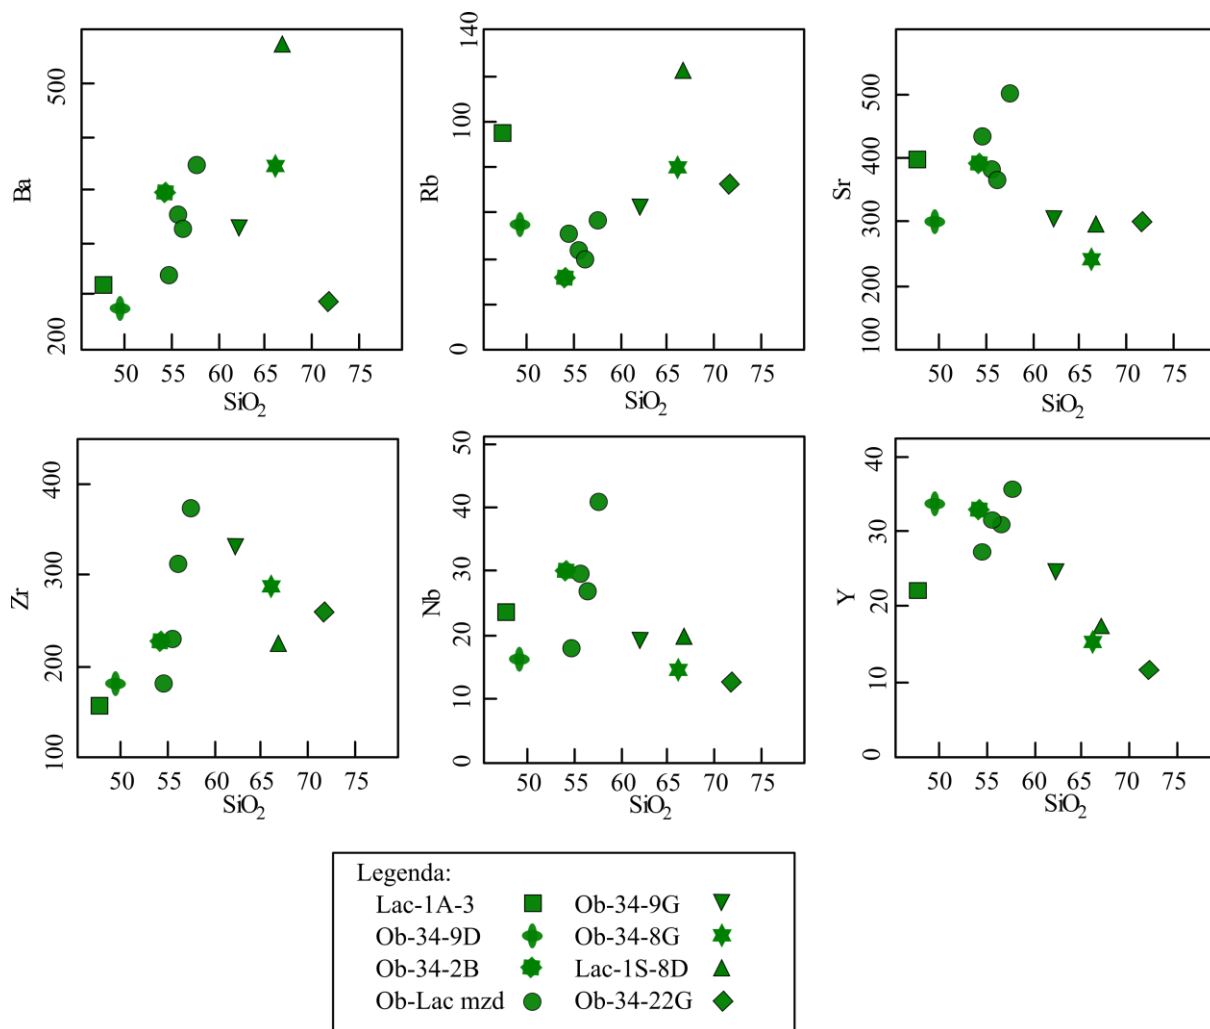 Ba
500
200
50 55 60 65 70 75
SiO₂
Rb
140
100
0
50 55 60 65 70 75
SiO₂
Sr
500
400
300
200
100
50 55 60 65 70 75
SiO₂
Zr
400
300
200
100
50 55 60 65 70 75
SiO₂
Nb
50
40
30
20
10
0
50 55 60 65 70 75
SiO₂
Y
40
30
20
10
0
50 55 60 65 70 75
SiO₂
Legenda:
Lac-1A-3 Ob-34-9G
Ob-34-9D Ob-34-8G
Ob-34-2B Lac-1S-8D
Ob-Lac mzd Ob-34-22G